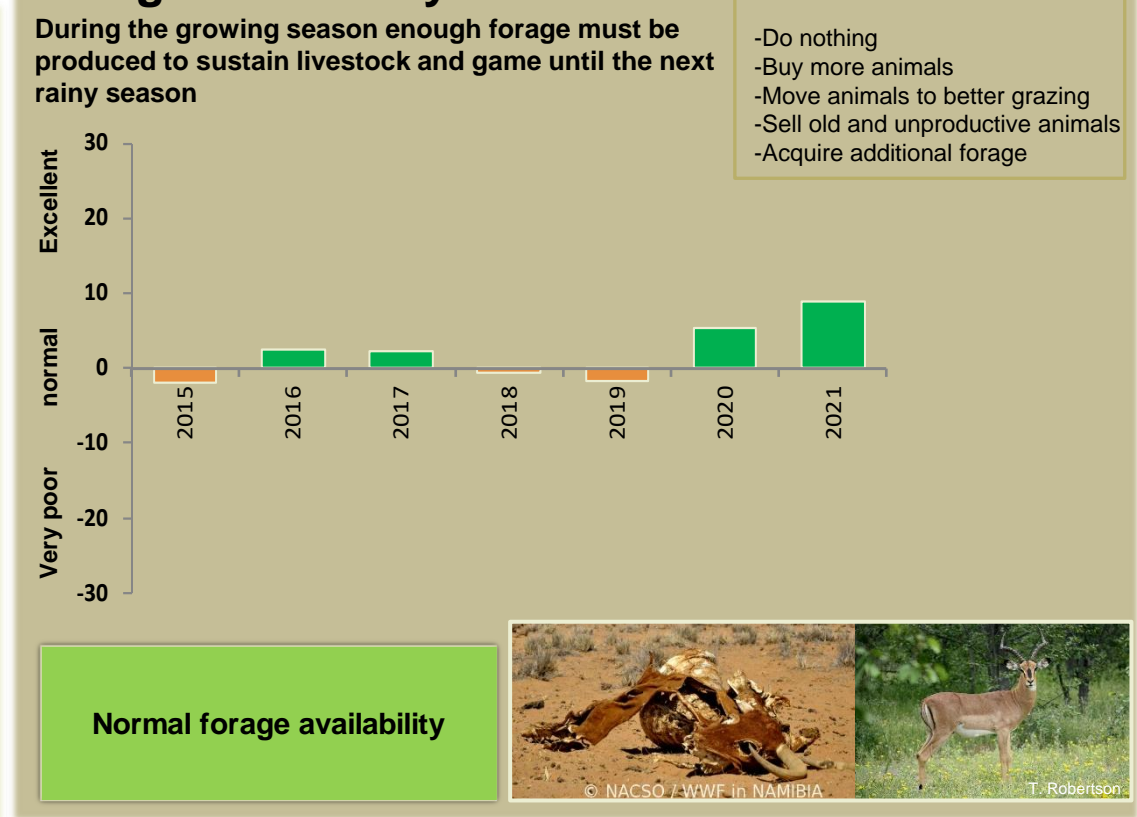 During the growing season enough forage must be
produced to sustain livestock and game until the next
rainy season
-Do nothing
-Buy more animals
-Move animals to better grazing
-Sell old and unproductive animals
-Acquire additional forage
Excellent
normal
Very poor
30
20
10
0
-10
-20
-30
2015
2016
2017
2018
2019
2020
2021
Normal forage availability
© NACSO / WWF in NAMIBIA
T. Robertson